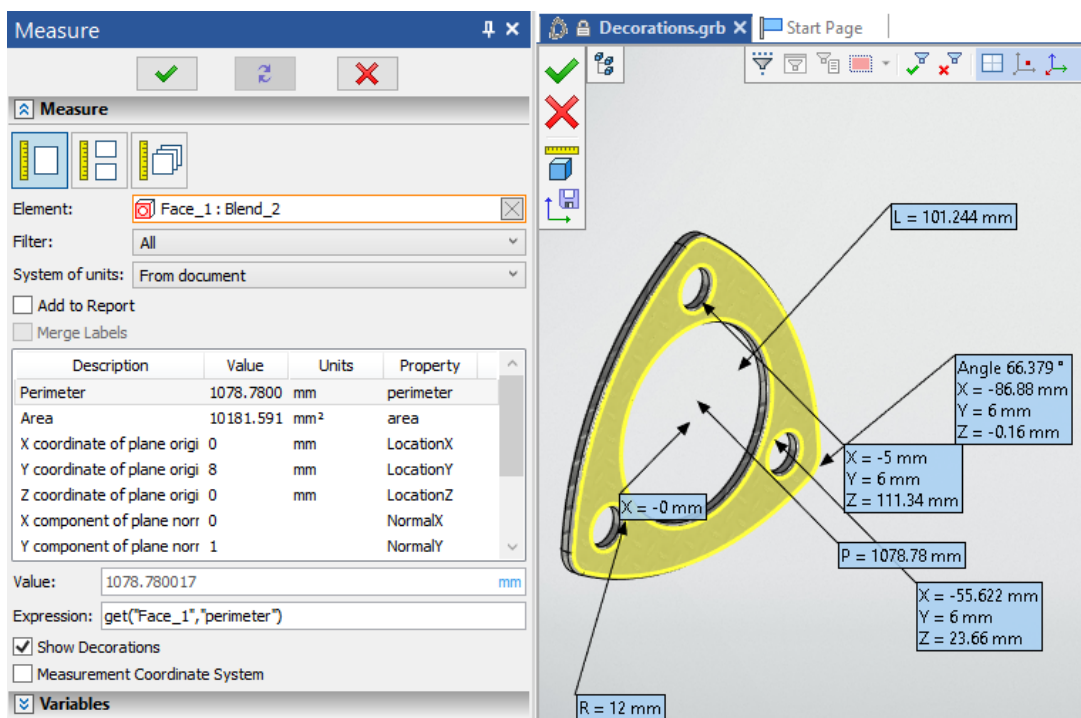 Measure
Measure
Element: Face_1 : Blend_2
Filter: All
System of units: From document
Add to Report
Merge Labels
Description Value Units Property
Perimeter 1078.7800 mm perimeter
Area 10181.591 mm² area
X coordinate of plane origi 0 mm LocationX
Y coordinate of plane origi 8 mm LocationY
Z coordinate of plane origi 0 mm LocationZ
X component of plane norr 0 NormalX
Y component of plane norr 1 NormalY
Value: 1078.780017 mm
Expression: get("Face_1","perimeter")
Show Decorations
Measurement Coordinate System
Variables
Decorations.grb Start Page
L = 101.244 mm
Angle 66.379 °
X = -86.88 mm
Y = 6 mm
Z = -0.16 mm
X = -5 mm
Y = 6 mm
Z = 111.34 mm
X = -0 mm
P = 1078.78 mm
X = -55.622 mm
Y = 6 mm
Z = 23.66 mm
R = 12 mm